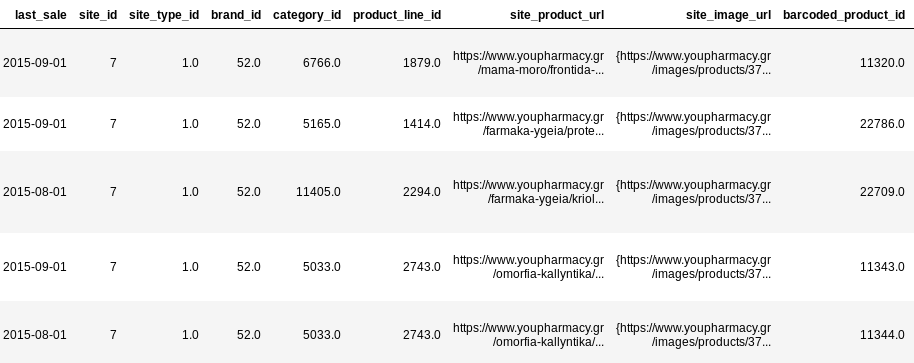 last_sale site_id site_type_id brand_id category_id product_line_id site_product_url site_image_url barcoded_product_id
2015-09-01 7 1.0 52.0 6766.0 1879.0 https://www.youpharmacy.gr {https://www.youpharmacy.gr 11320.0
/mama-moro/frontida-... /images/products/37...
2015-09-01 7 1.0 52.0 5165.0 1414.0 https://www.youpharmacy.gr {https://www.youpharmacy.gr 22786.0
/farmaka-ygeia/prote... /images/products/37...
2015-08-01 7 1.0 52.0 11405.0 2294.0 https://www.youpharmacy.gr {https://www.youpharmacy.gr 22709.0
/farmaka-ygeia/kriol... /images/products/37...
2015-09-01 7 1.0 52.0 5033.0 2743.0 https://www.youpharmacy.gr {https://www.youpharmacy.gr 11343.0
/omorfia-kallyntika/... /images/products/37...
2015-08-01 7 1.0 52.0 5033.0 2743.0 https://www.youpharmacy.gr {https://www.youpharmacy.gr 11344.0
/omorfia-kallyntika/... /images/products/37...